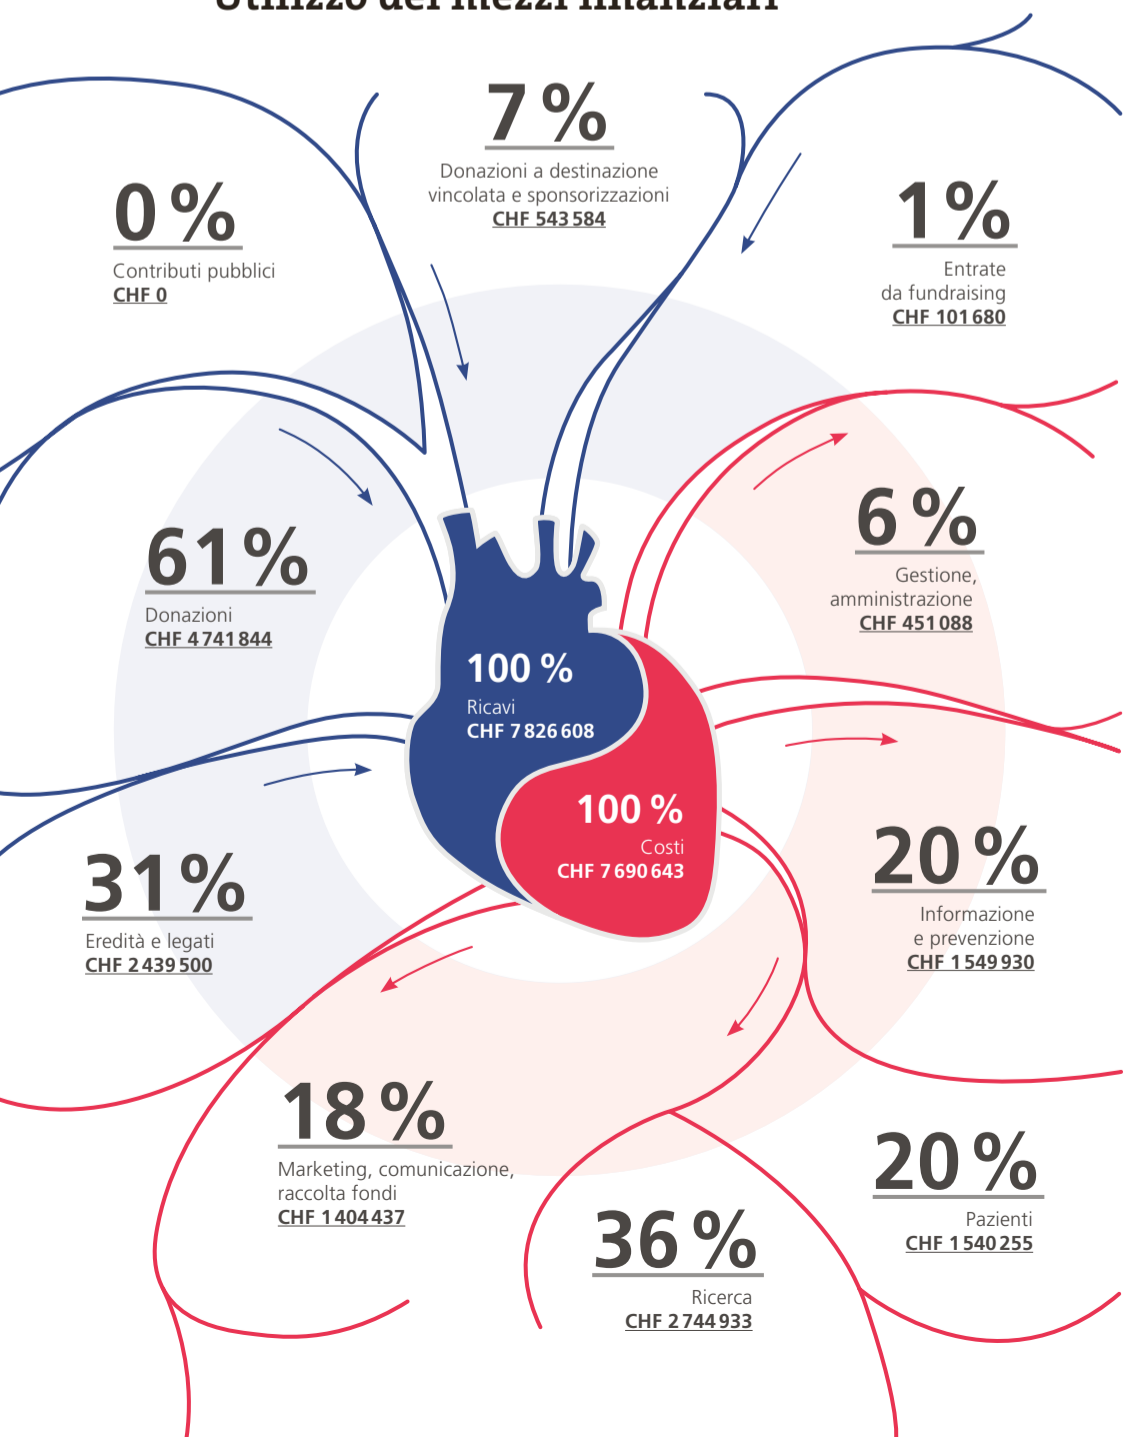 Utilizzo dei mezzi finanziari
7 %
Donazioni a destinazione
vincolata e sponsorizzazioni
CHF 543 584
0 %
Contributi pubblici
CHF 0
1 %
Entrate
da fundraising
CHF 101 680
61 %
Donazioni
CHF 4 741 844
6 %
Gestione,
amministrazione
CHF 451 088
100 %
Ricavi
CHF 7 826 608
100 %
Costi
CHF 7 690 643
31 %
Eredità e legati
CHF 2 439 500
20 %
Informazione
e prevenzione
CHF 1 549 930
18 %
Marketing, comunicazione,
raccolta fondi
CHF 1 404 437
36 %
Ricerca
CHF 2 744 933
20 %
Pazienti
CHF 1 540 255